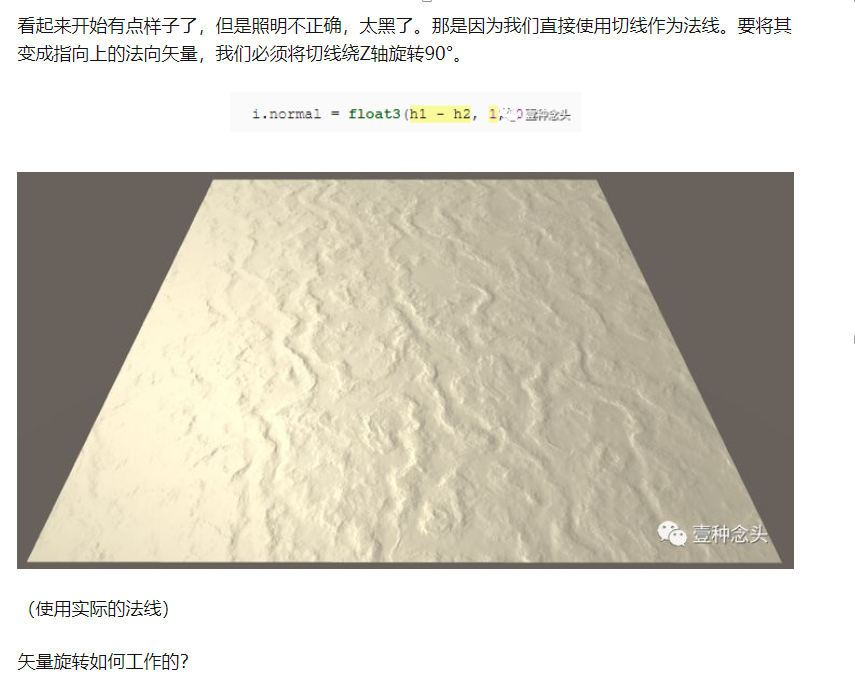 看起来开始有点样子了，但是照明不正确，太黑了。那是因为我们直接使用切线作为法线。要将其
变成指向上的法向矢量，我们必须将切线绕Z轴旋转90°。
i.normal = float3(h1 - h2, 1, 0
壹种念头
壹种念头
（使用实际的法线）
矢量旋转如何工作的?